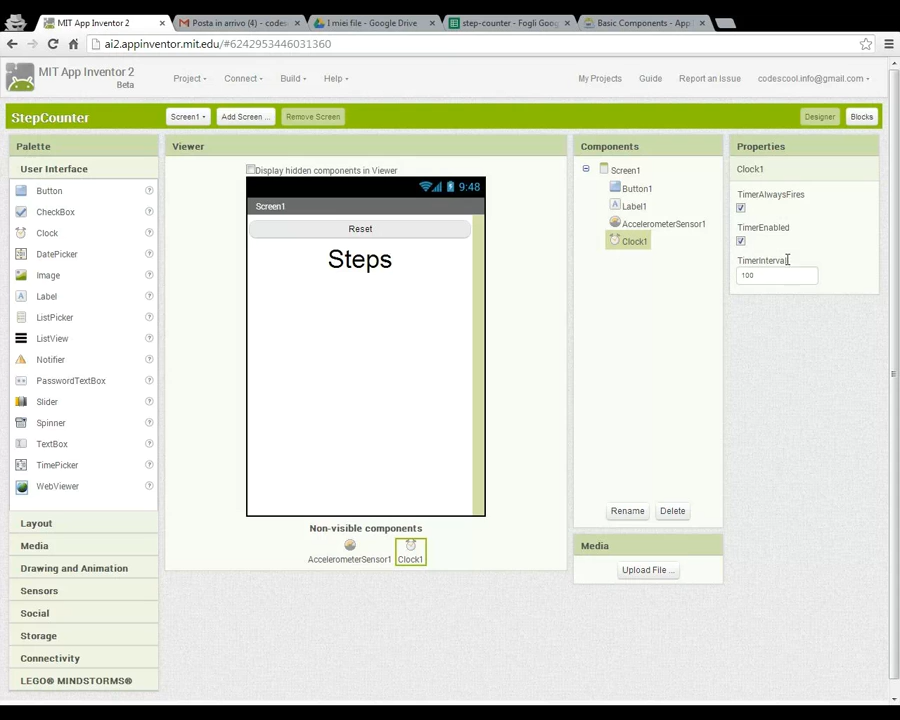 MIT App Inventor 2
Posta in arrivo (4) - codes
I miei file - Google Drive
step-counter - Fogli Goog
Basic Components - App
ai2.appinventor.mit.edu/#6242953446031360
MIT App Inventor 2
Beta
Project
Connect
Build
Help
My Projects
Guide
Report an Issue
codescool.info@gmail.com
StepCounter
Screen1
Add Screen ...
Remove Screen
Designer
Blocks
Palette
User Interface
Button
CheckBox
Clock
DatePicker
Image
Label
ListPicker
ListView
Notifier
PasswordTextBox
Slider
Spinner
TextBox
TimePicker
WebViewer
Layout
Media
Drawing and Animation
Sensors
Social
Storage
Connectivity
LEGO® MINDSTORMS®
Viewer
Display hidden components in Viewer
9:48
Screen1
Reset
Steps
Non-visible components
AccelerometerSensor1
Clock1
Components
Screen1
Button1
Label1
AccelerometerSensor1
Clock1
Rename
Delete
Media
Upload File ...
Properties
Clock1
TimerAlwaysFires
TimerEnabled
TimerInterval
100